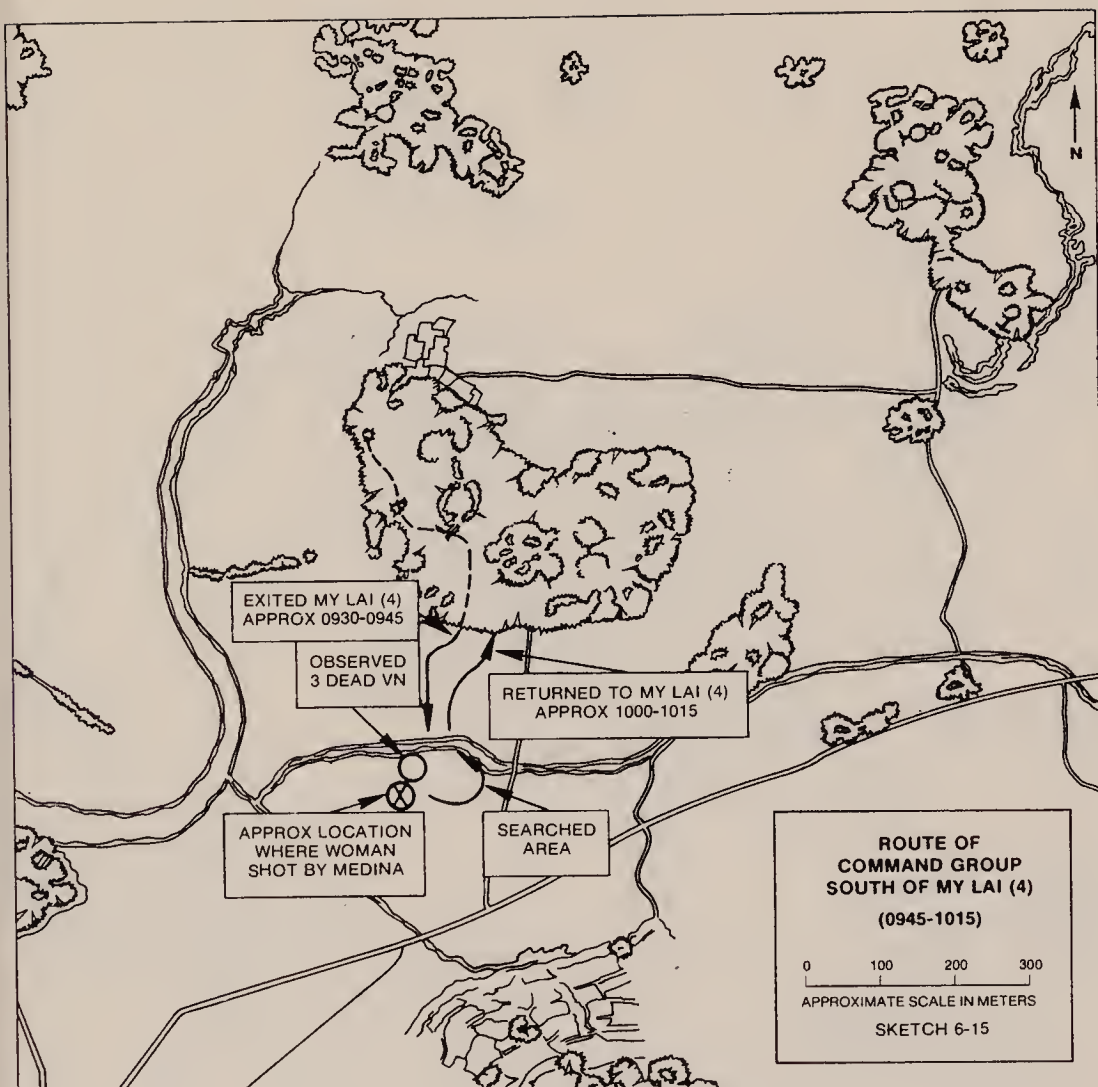 N
EXITED MY LAI (4)
APPROX 0930-0945
OBSERVED
3 DEAD VN
RETURNED TO MY LAI (4)
APPROX 1000-1015
APPROX LOCATION
WHERE WOMAN
SHOT BY MEDINA
SEARCHED
AREA
ROUTE OF
COMMAND GROUP
SOUTH OF MY LAI (4)
(0945-1015)
0 100 200 300
APPROXIMATE SCALE IN METERS
SKETCH 6-15